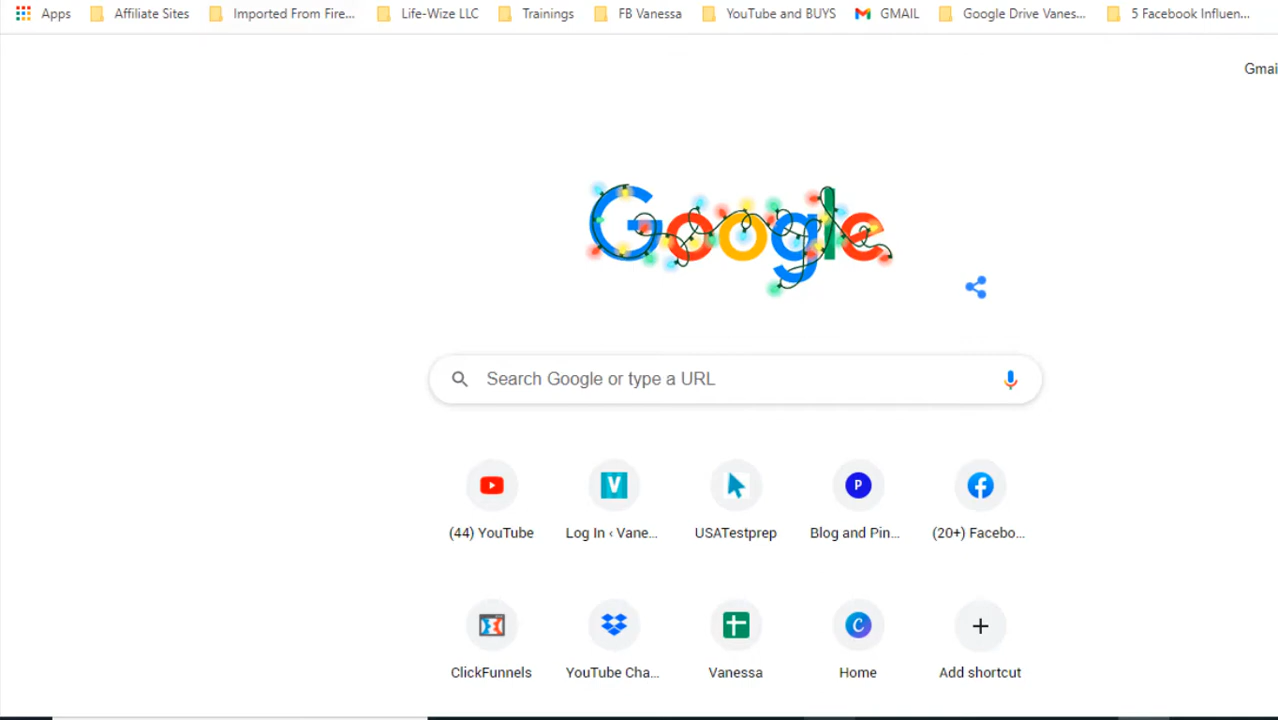 Apps Affiliate Sites Imported From Fire... Life-Wize LLC Trainings FB Vanessa YouTube and BUYS GMAIL Google Drive Vanes... 5 Facebook Influen...
Gmai
Google
Search Google or type a URL
(44) YouTube Log In ‹ Vane... USATestprep Blog and Pin... (20+) Facebo...
ClickFunnels YouTube Cha... Vanessa Home Add shortcut